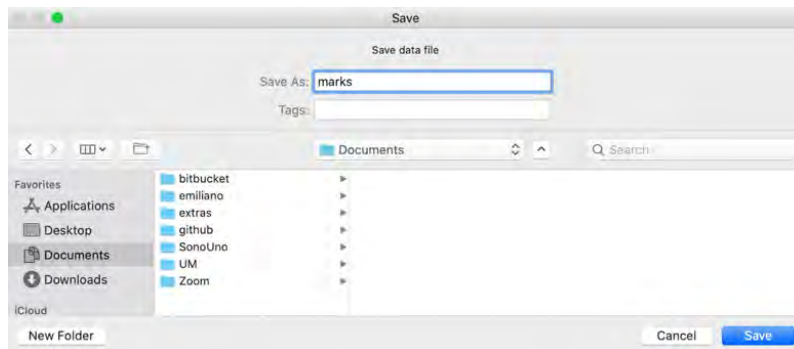 Save
Save data file
Save As: marks
Tags:
Documents
Search
Favorites
Applications
Desktop
Documents
Downloads
iCloud
bitbucket
emiliano
extras
github
SonoUno
UM
Zoom
New Folder
Cancel
Save